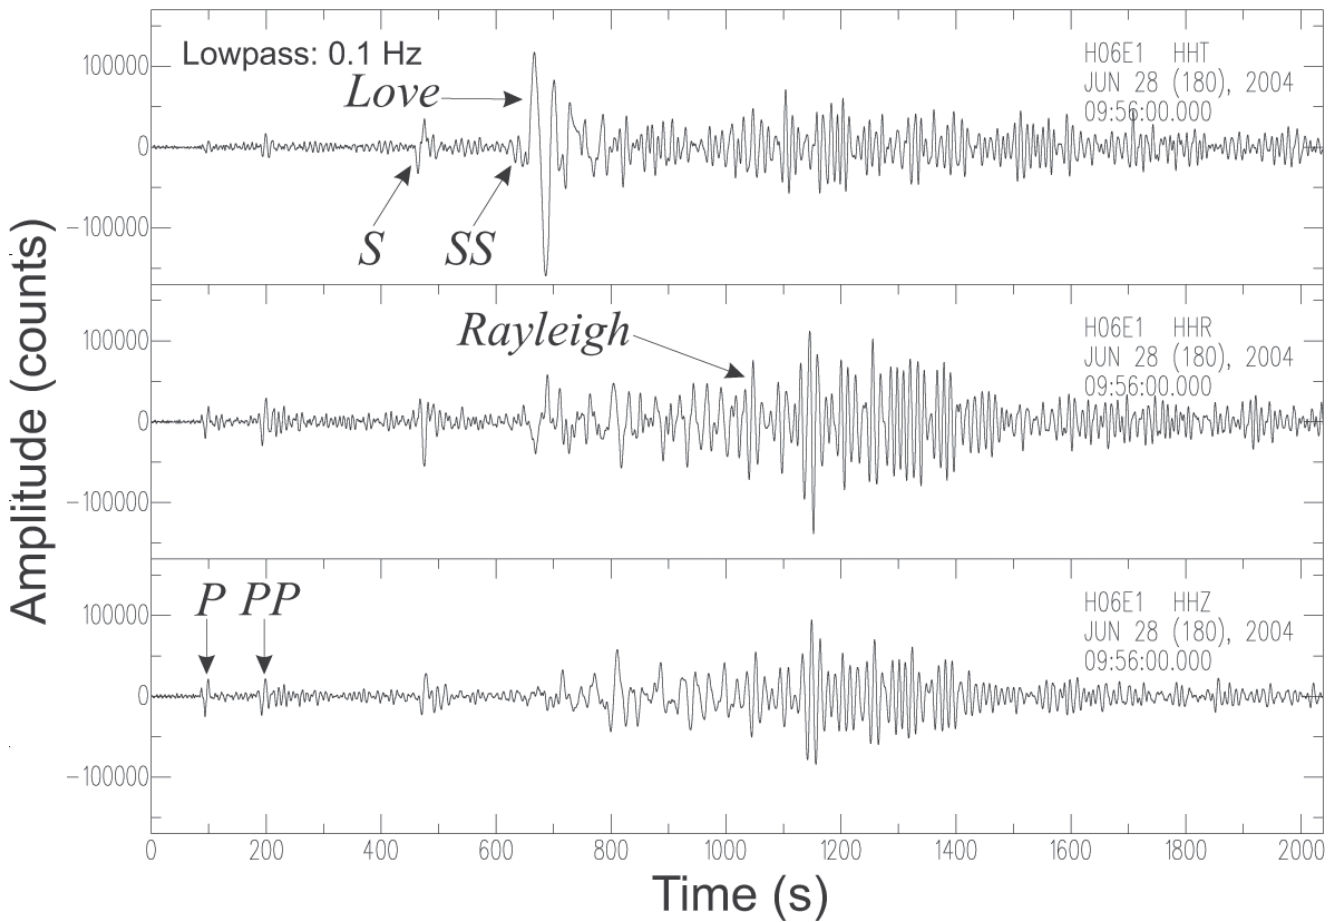 Lowpass: 0.1 Hz
H06E1 HHT
JUN 28 (180), 2004
09:56:00.000
Love
S
SS
100000
0
−100000
H06E1 HHR
JUN 28 (180), 2004
09:56:00.000
Rayleigh
100000
0
−100000
H06E1 HHZ
JUN 28 (180), 2004
09:56:00.000
P
PP
100000
0
−100000
Amplitude (counts)
0 200 400 600 800 1000 1200 1400 1600 1800 2000
Time (s)